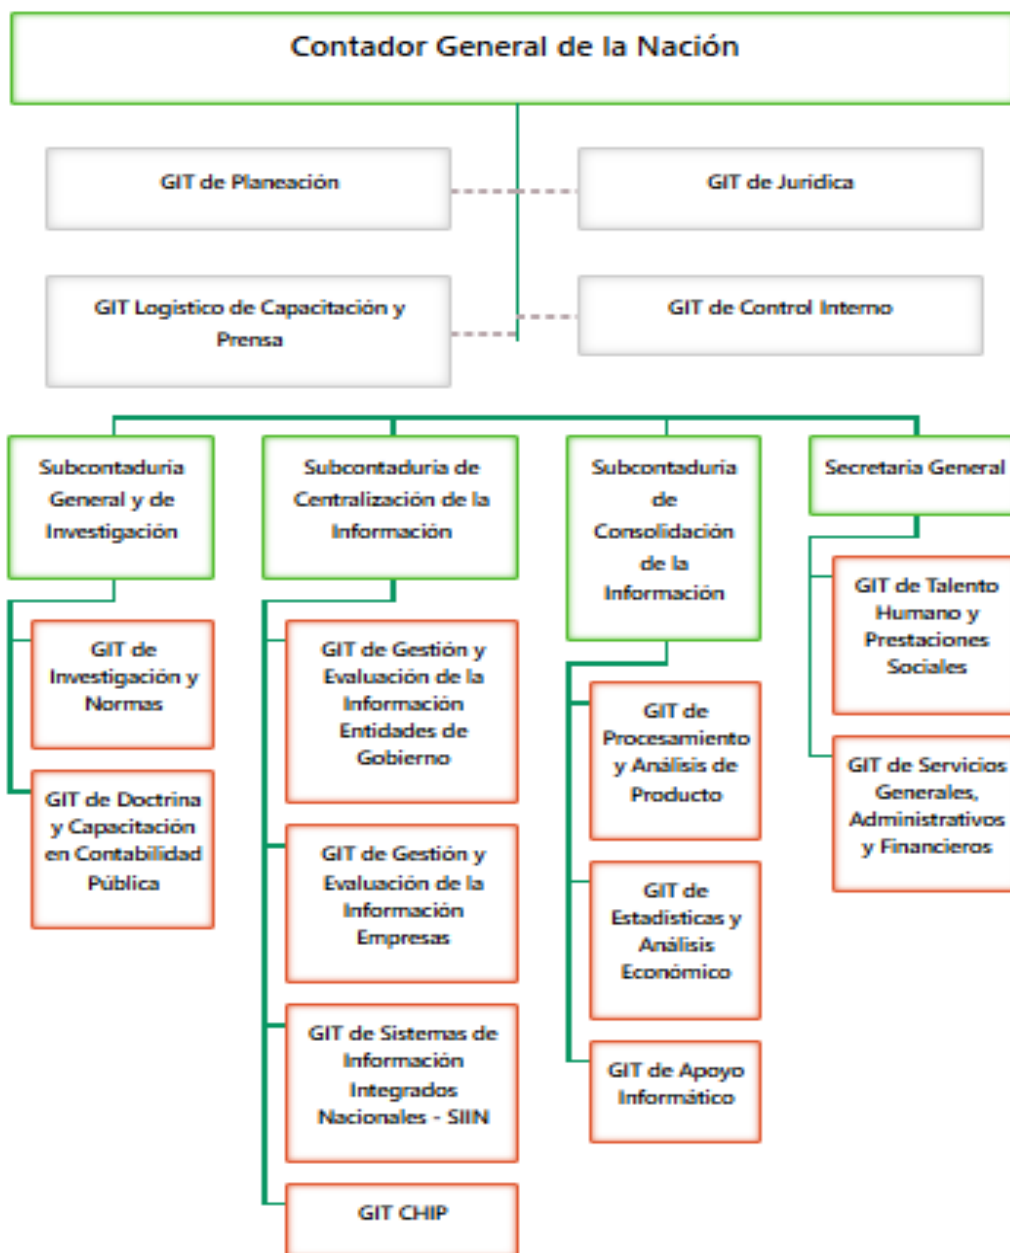 Contador General de la Nación
GIT de Planeación
GIT de Jurídica
GIT Logístico de Capacitación y
Prensa
GIT de Control Interno
Subcontaduría
General y de
Investigación
Subcontaduría de
Centralización de la
Información
Subcontaduría
de
Consolidación
de la
Información
Secretaria General
GIT de
Investigación y
Normas
GIT de Doctrina
y Capacitación
en Contabilidad
Pública
GIT de Gestión y
Evaluación de la
Información
Entidades de
Gobierno
GIT de Gestión y
Evaluación de la
Información
Empresas
GIT de Sistemas de
Información
Integrados
Nacionales - SIIN
GIT CHIP
GIT de
Procesamiento
y Análisis de
Producto
GIT de
Estadísticas y
Análisis
Económico
GIT de Apoyo
Informático
GIT de Talento
Humano y
Prestaciones
Sociales
GIT de Servicios
Generales,
Administrativos
y Financieros